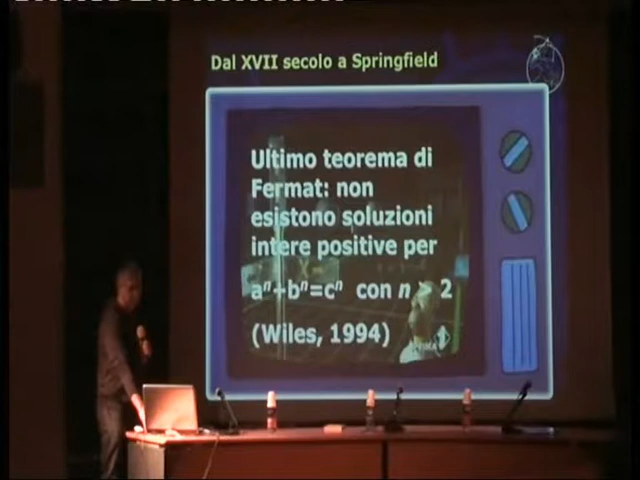 Dal XVII secolo a Springfield
Ultimo teorema di
Fermat: non
esistono soluzioni
intere positive per
aⁿ+bⁿ=cⁿ con n > 2
(Wiles, 1994)